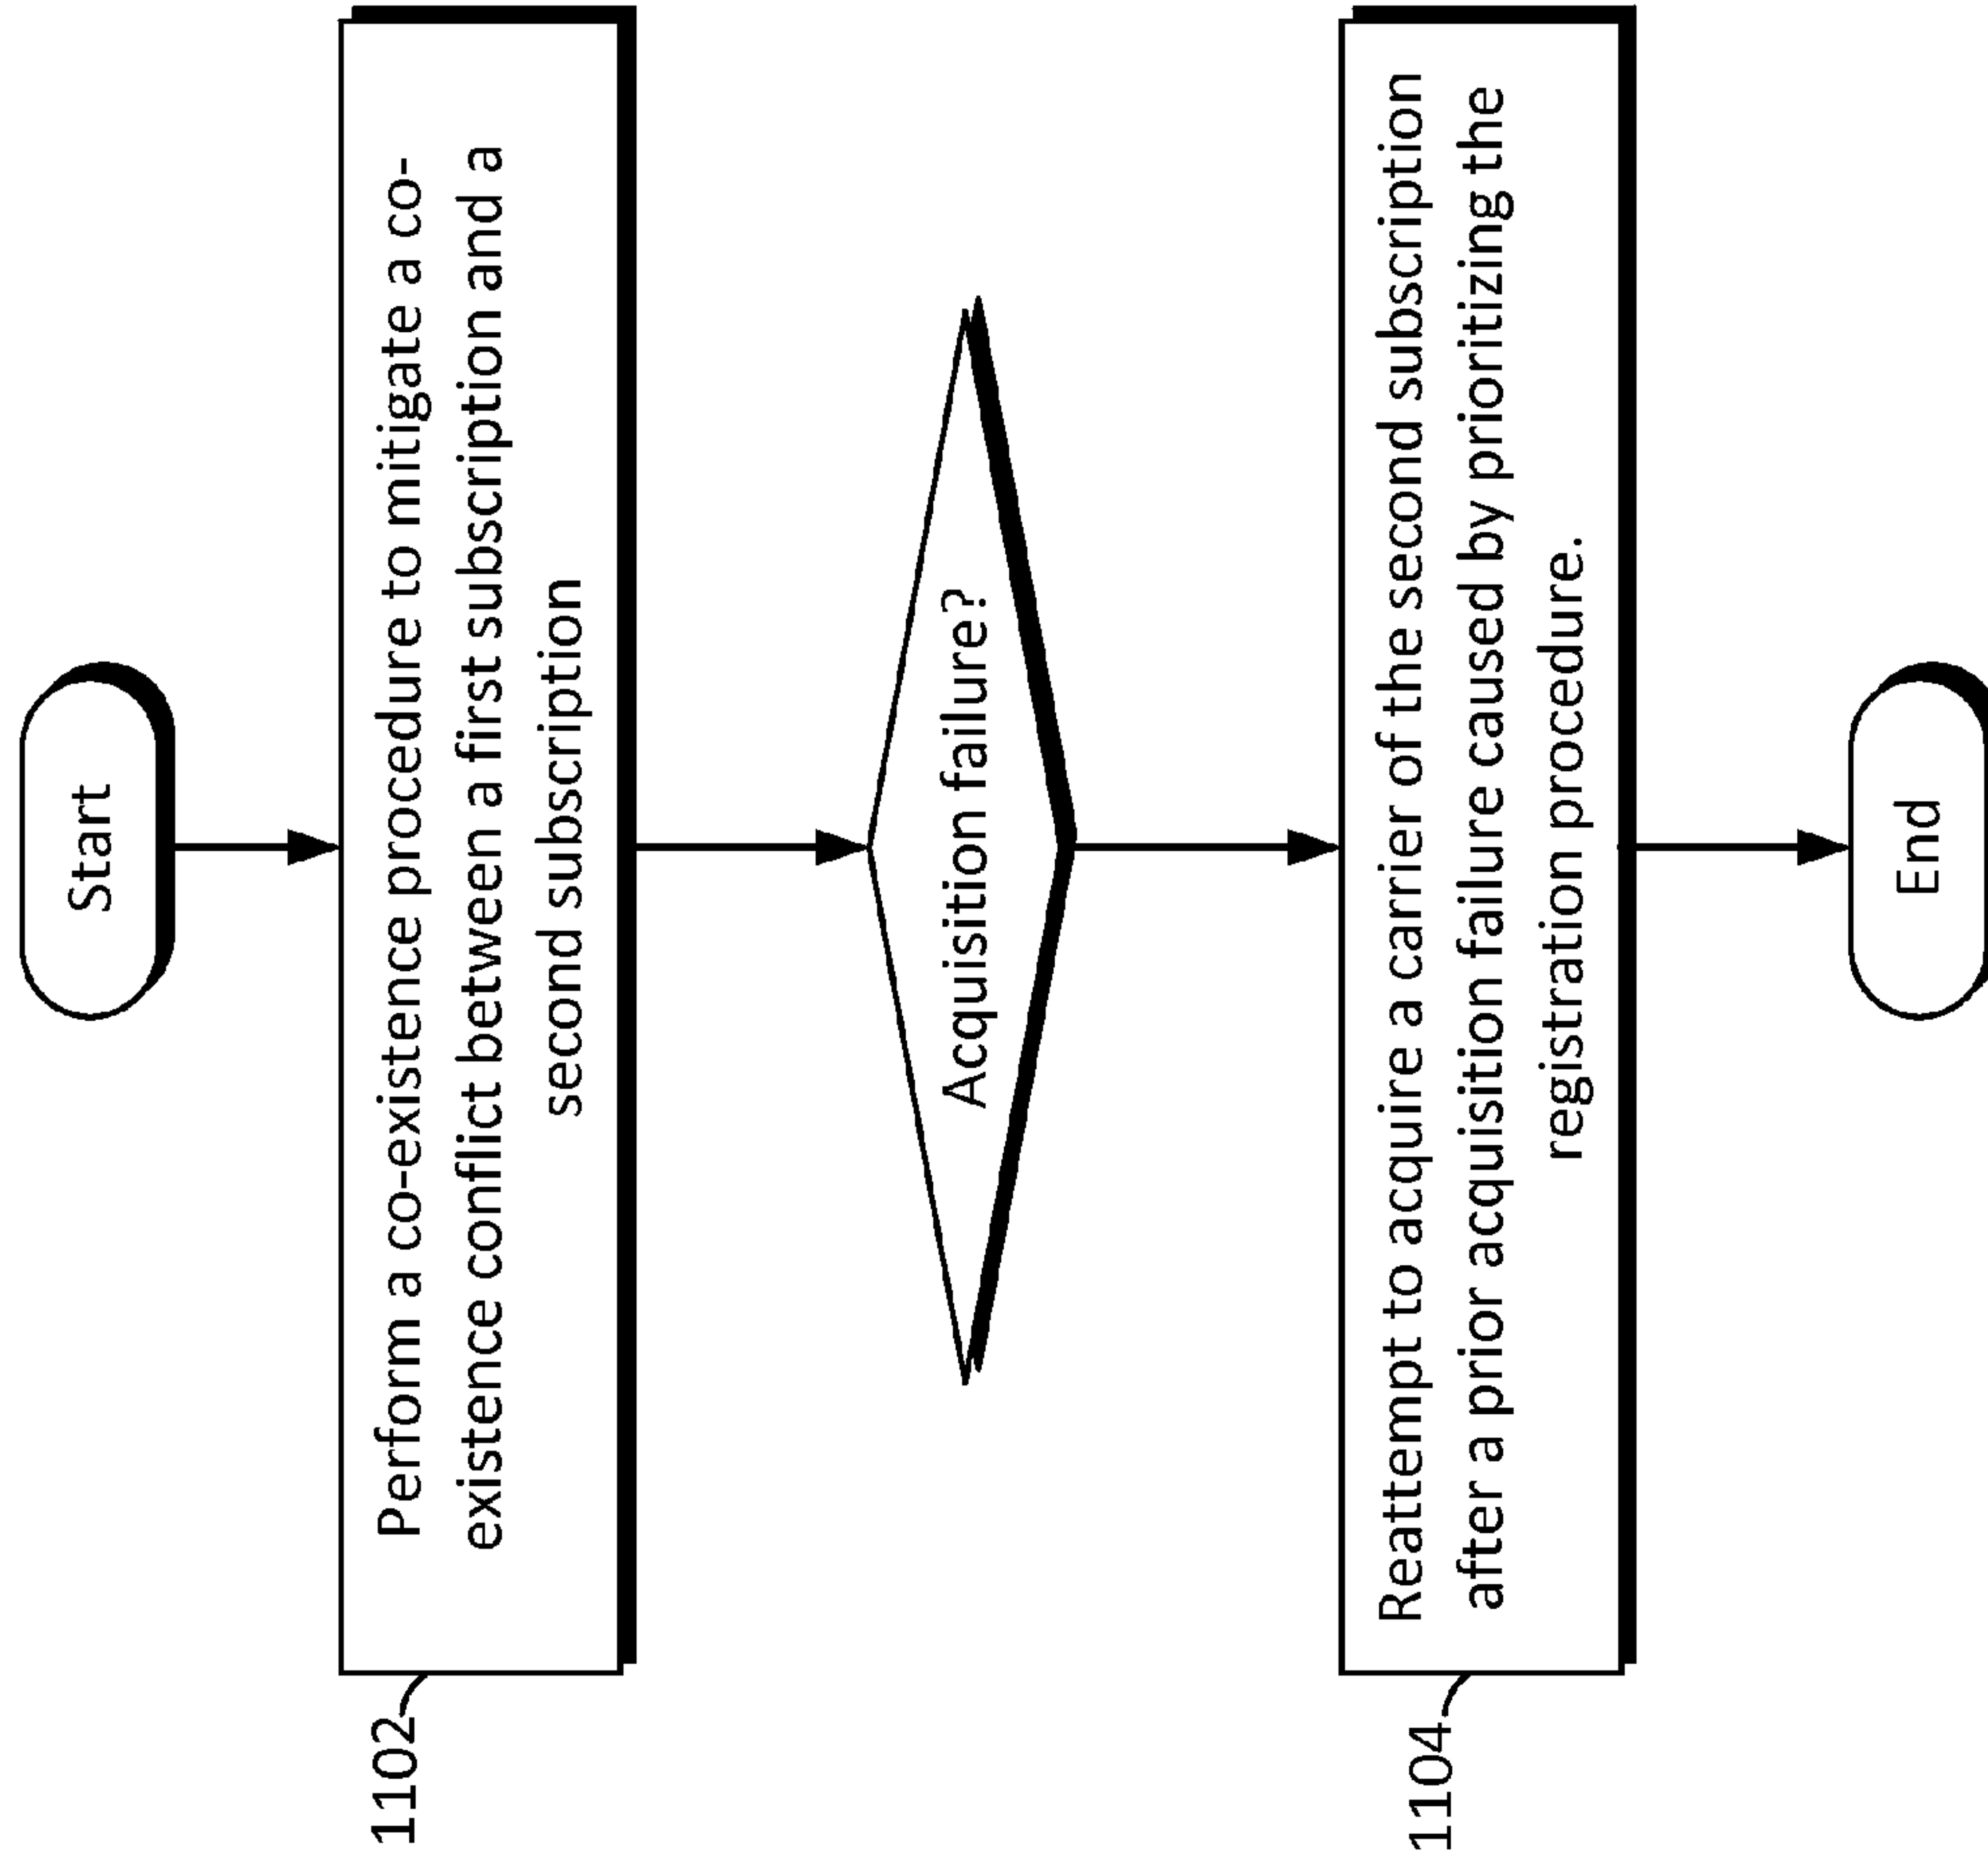 Start
1102
Perform a co-existence procedure to mitigate a co-
existence conflict between a first subscription and a
second subscription
Acquisition failure?
1104
Reattempt to acquire a carrier of the second subscription
after a prior acquisition failure caused by prioritizing the
registration procedure.
End